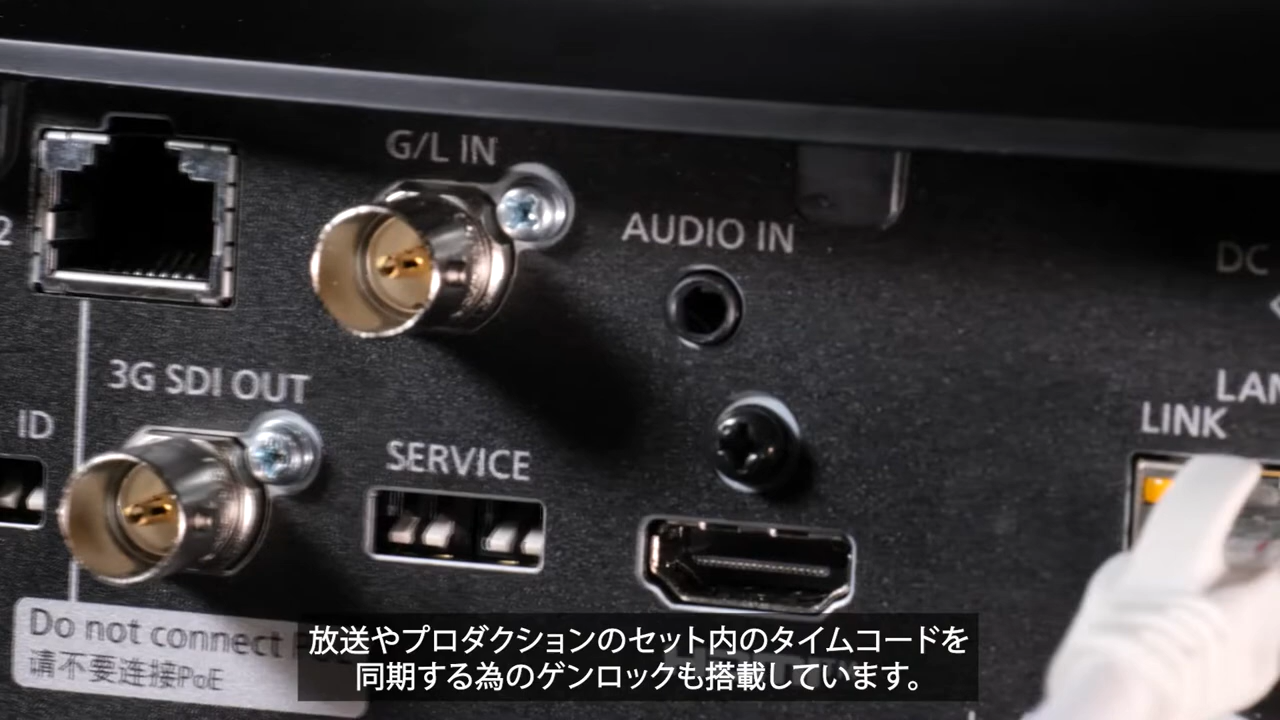 G/L IN
AUDIO IN
2
DC
3G SDI OUT
LAN
LINK
ID
SERVICE
Do not connect
请不要连接PoE
放送やプロダクションのセット内のタイムコードを
同期する為のゲンロックも搭載しています。